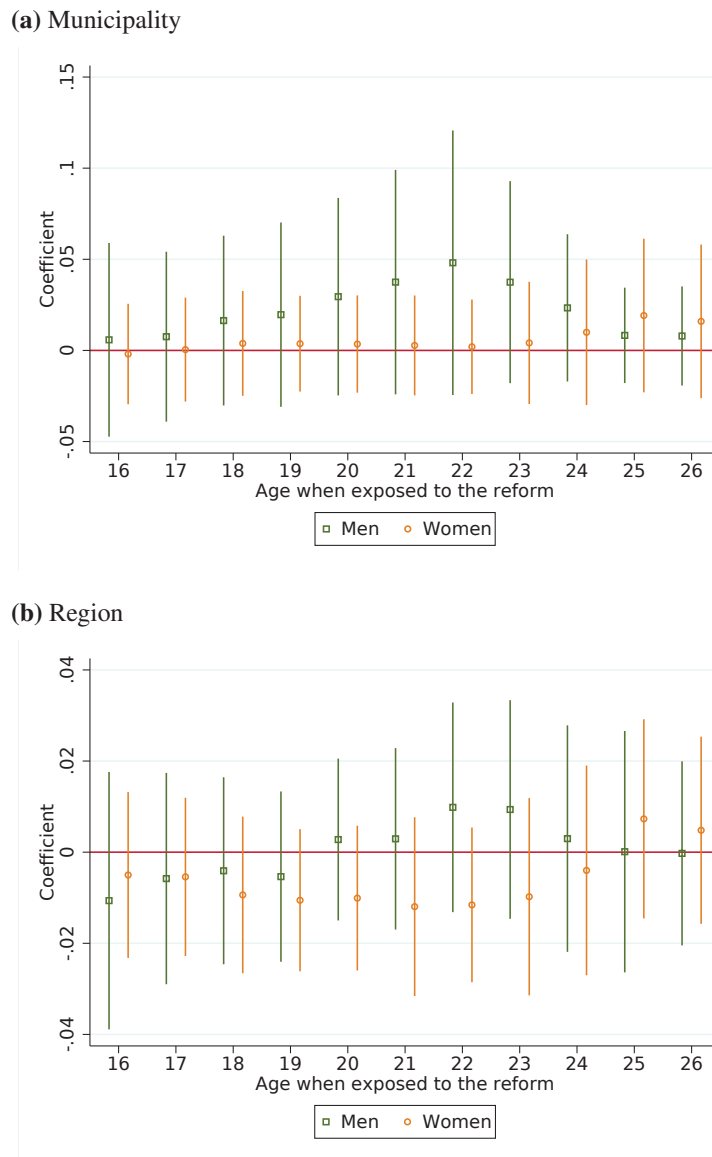 (a) Municipality
.15
.1
.05
0
-.05
Coefficient
16 17 18 19 20 21 22 23 24 25 26
Age when exposed to the reform
Men Women
(b) Region
.04
.02
0
-.02
-.04
Coefficient
16 17 18 19 20 21 22 23 24 25 26
Age when exposed to the reform
Men Women